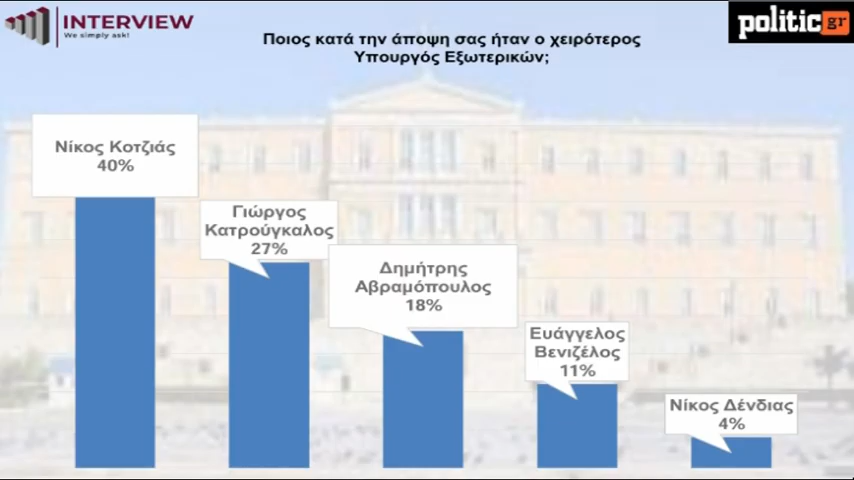 INTERVIEW
We simply ask!
politic gr
Ποιος κατά την άποψη σας ήταν ο χειρότερος
Υπουργός Εξωτερικών;
Νίκος Κοτζιάς
40%
Γιώργος
Κατρούγκαλος
27%
Δημήτρης
Αβραμόπουλος
18%
Ευάγγελος
Βενιζέλος
11%
Νίκος Δένδιας
4%